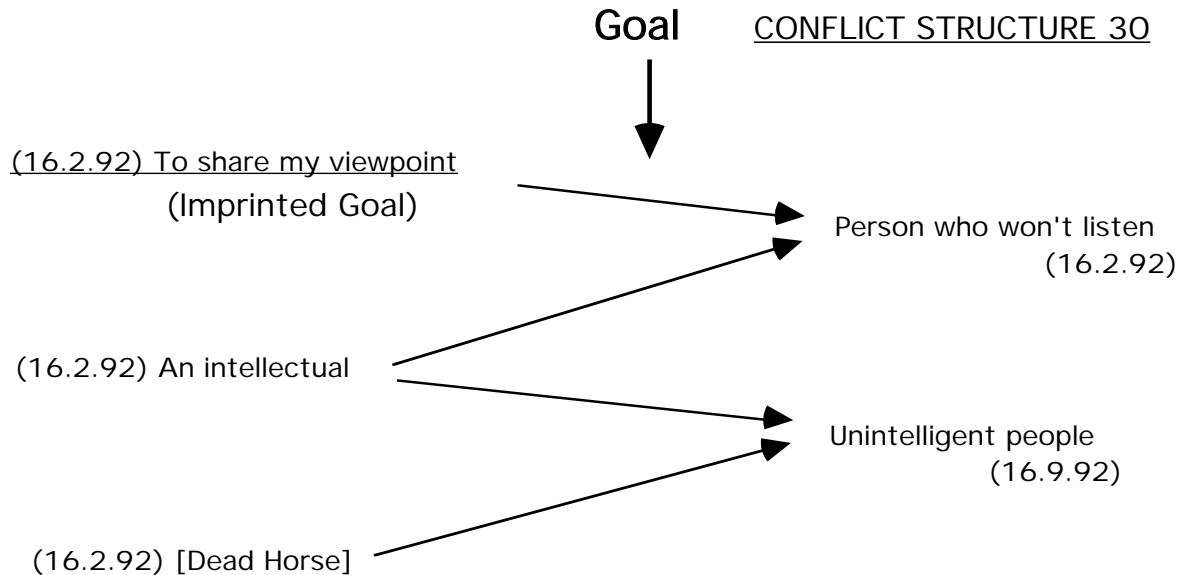 Goal CONFLICT STRUCTURE 30
(16.2.92) To share my viewpoint
(Imprinted Goal)
Person who won't listen
(16.2.92)
(16.2.92) An intellectual
Unintelligent people
(16.9.92)
(16.2.92) [Dead Horse]